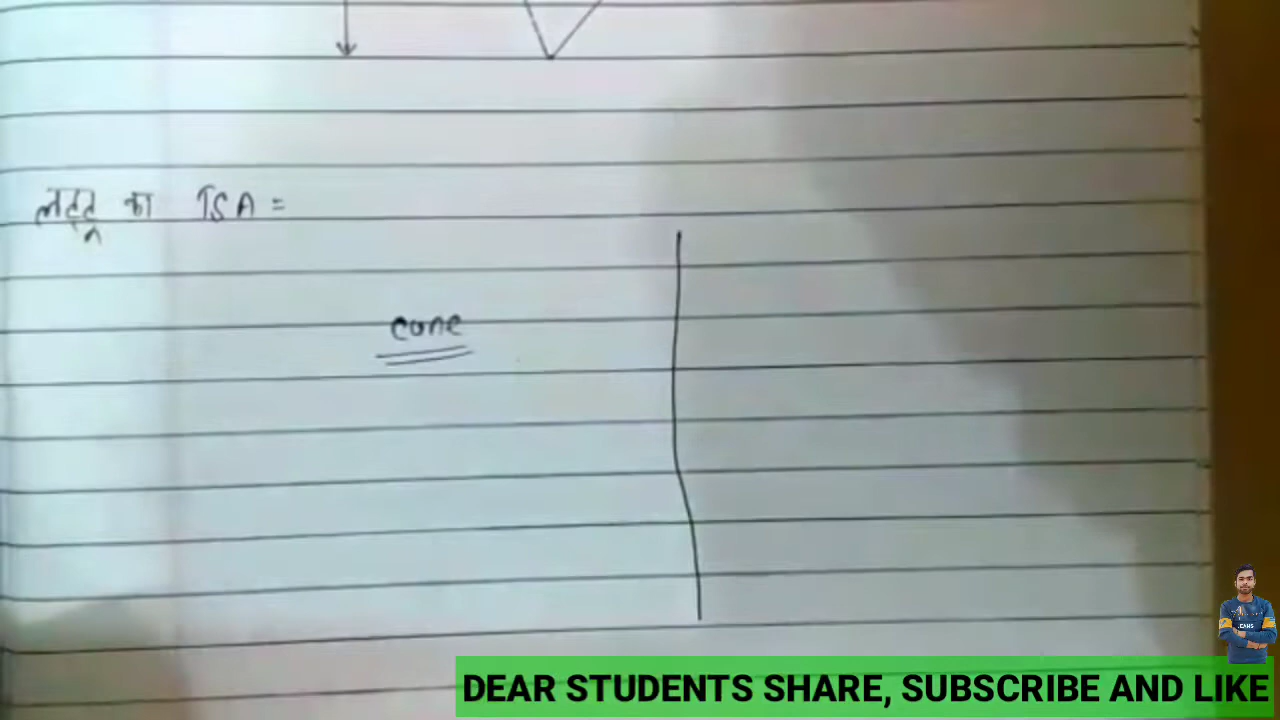 लट्टू का TSA =
cone
DEAR STUDENTS SHARE, SUBSCRIBE AND LIKE